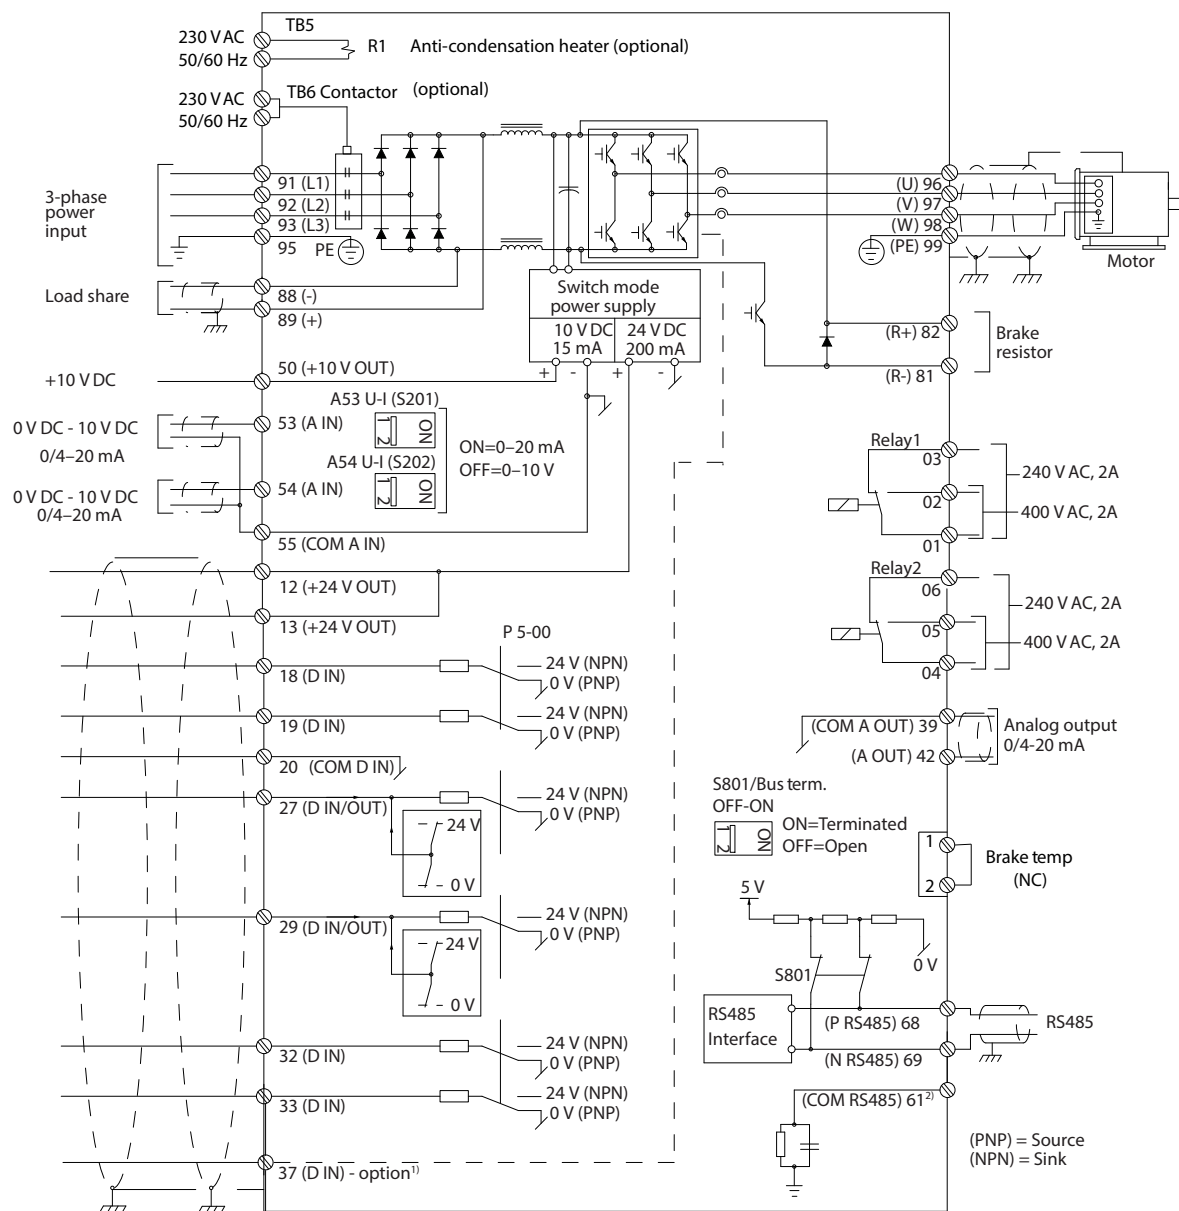 TB5
230 V AC
50/60 Hz
R1
Anti-condensation heater (optional)
TB6 Contactor
(optional)
230 V AC
50/60 Hz
3-phase
power
input
91 (L1)
92 (L2)
93 (L3)
95
PE
(U) 96
(V) 97
(W) 98
(PE) 99
Motor
Load share
88 (-)
89 (+)
Switch mode
power supply
10 V DC
15 mA
24 V DC
200 mA
+
-
+
-
(R+) 82
(R-) 81
Brake
resistor
+10 V DC
50 (+10 V OUT)
A53 U-I (S201)
1
2
ON
A54 U-I (S202)
1
2
ON
ON=0–20 mA
OFF=0–10 V
0 V DC - 10 V DC
0/4–20 mA
53 (A IN)
0 V DC - 10 V DC
0/4–20 mA
54 (A IN)
55 (COM A IN)
12 (+24 V OUT)
13 (+24 V OUT)
P 5-00
18 (D IN)
24 V (NPN)
0 V (PNP)
19 (D IN)
24 V (NPN)
0 V (PNP)
20 (COM D IN)
27 (D IN/OUT)
24 V (NPN)
0 V (PNP)
24 V
0 V
29 (D IN/OUT)
24 V (NPN)
0 V (PNP)
24 V
0 V
32 (D IN)
24 V (NPN)
0 V (PNP)
33 (D IN)
24 V (NPN)
0 V (PNP)
37 (D IN) - option1)
Relay1
03
02
01
240 V AC, 2A
400 V AC, 2A
Relay2
06
05
04
240 V AC, 2A
400 V AC, 2A
(COM A OUT) 39
(A OUT) 42
Analog output
0/4-20 mA
S801/Bus term.
OFF-ON
1
2
ON
ON=Terminated
OFF=Open
1
2
Brake temp
(NC)
5 V
0 V
S801
RS485
Interface
(P RS485) 68
(N RS485) 69
RS485
(COM RS485) 612)
(PNP) = Source
(NPN) = Sink